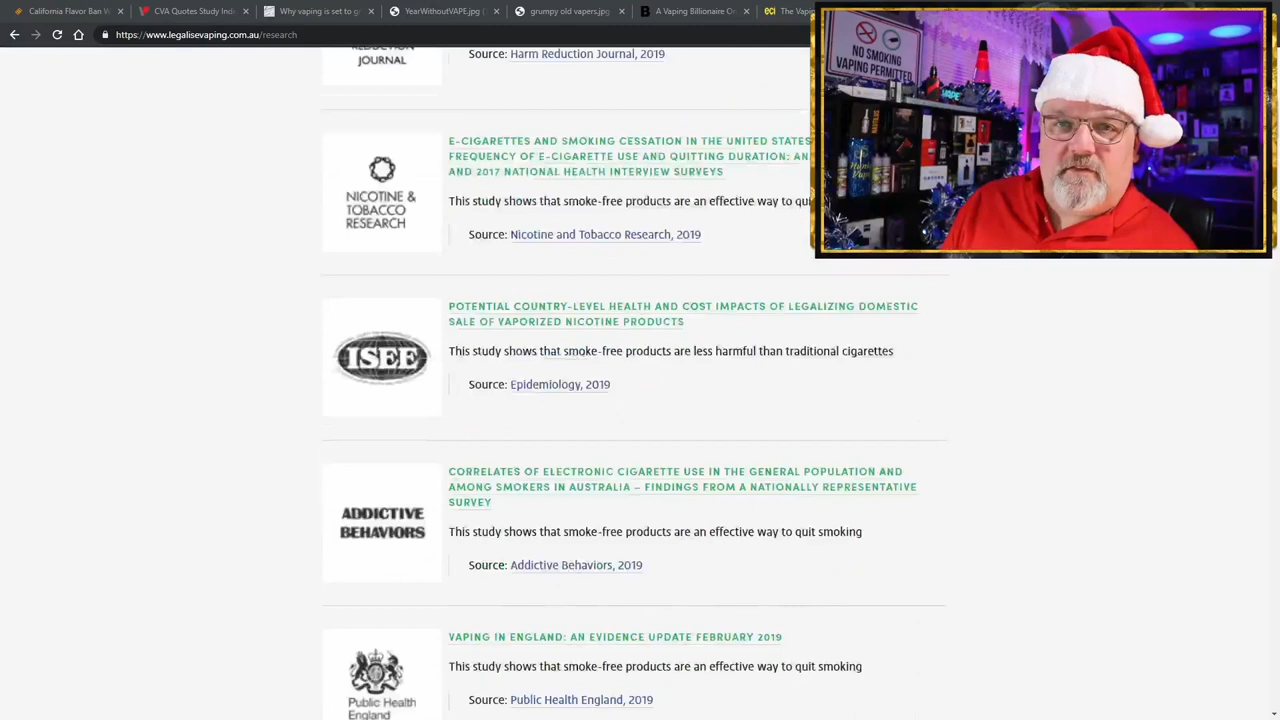 California Flavor Ban W
CVA Quotes Study Indi
Why vaping is set to g
YearWithoutVAPE.jpg (
grumpy old vapers.jpg
A Vaping Billionaire C
The Vapi
https://www.legalisevaping.com.au/research
JOURNAL
Source: Harm Reduction Journal, 2019
NO SMOKING
VAPING PERMITTED
VAPE
E-CIGARETTES AND SMOKING CESSATION IN THE UNITED STATES
FREQUENCY OF E-CIGARETTE USE AND QUITTING DURATION: AN
AND 2017 NATIONAL HEALTH INTERVIEW SURVEYS
NICOTINE &
TOBACCO
RESEARCH
This study shows that smoke-free products are an effective way to qui
Source: Nicotine and Tobacco Research, 2019
POTENTIAL COUNTRY-LEVEL HEALTH AND COST IMPACTS OF LEGALIZING DOMESTIC
SALE OF VAPORIZED NICOTINE PRODUCTS
ISEE
This study shows that smoke-free products are less harmful than traditional cigarettes
Source: Epidemiology, 2019
CORRELATES OF ELECTRONIC CIGARETTE USE IN THE GENERAL POPULATION AND
AMONG SMOKERS IN AUSTRALIA – FINDINGS FROM A NATIONALLY REPRESENTATIVE
SURVEY
ADDICTIVE
BEHAVIORS
This study shows that smoke-free products are an effective way to quit smoking
Source: Addictive Behaviors, 2019
VAPING IN ENGLAND: AN EVIDENCE UPDATE FEBRUARY 2019
This study shows that smoke-free products are an effective way to quit smoking
Public Health
England
Source: Public Health England, 2019